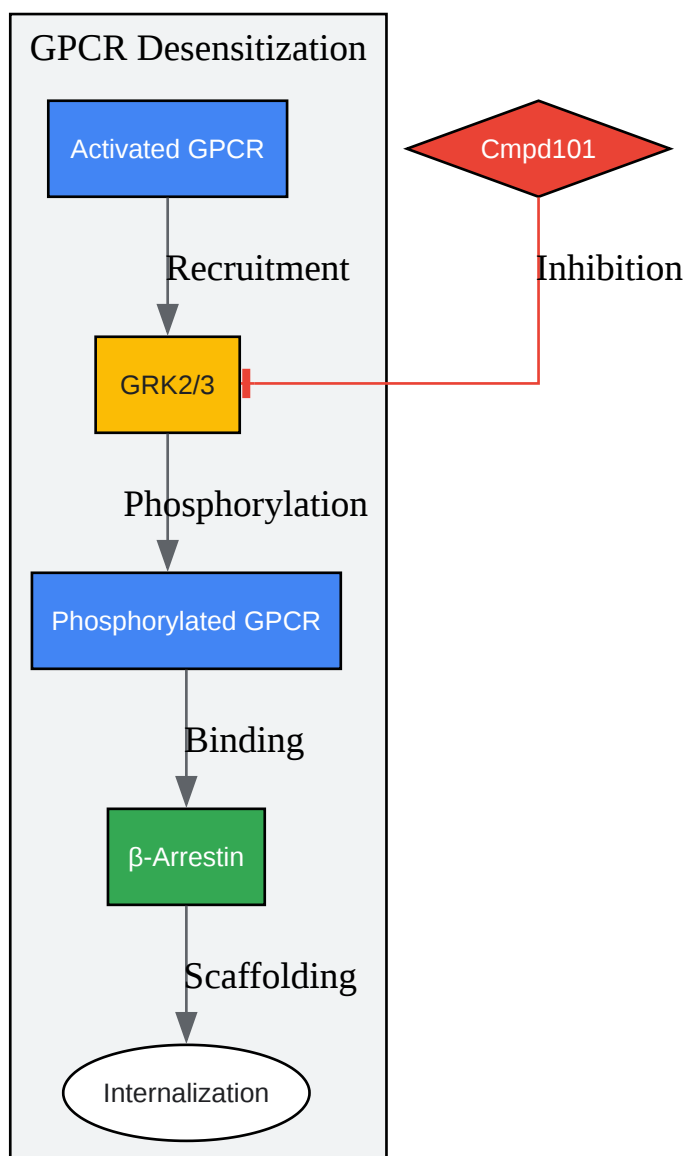 GPCR Desensitization
Activated GPCR
Cmpd101
Recruitment
Inhibition
GRK2/3
Phosphorylation
Phosphorylated GPCR
Binding
β-Arrestin
Scaffolding
Internalization